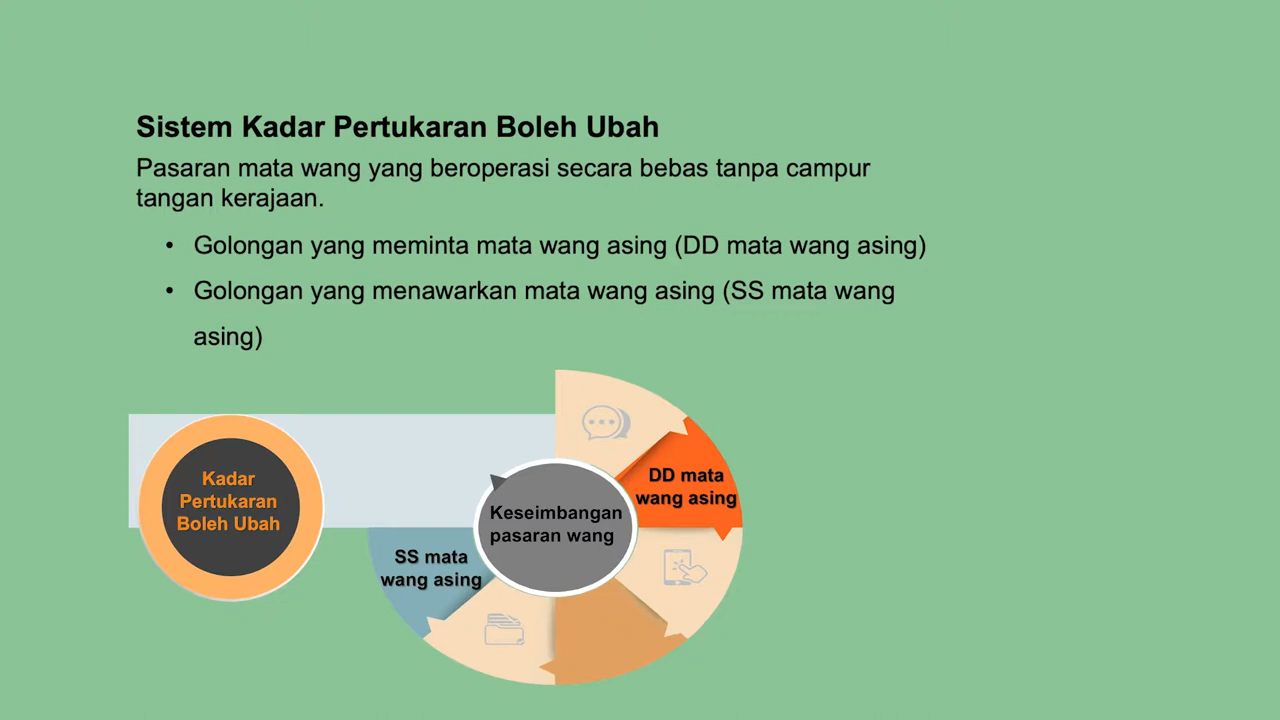 Sistem Kadar Pertukaran Boleh Ubah
Pasaran mata wang yang beroperasi secara bebas tanpa campur
tangan kerajaan.
• Golongan yang meminta mata wang asing (DD mata wang asing)
• Golongan yang menawarkan mata wang asing (SS mata wang
asing)
Kadar
Pertukaran
Boleh Ubah
Keseimbangan
pasaran wang
DD mata
wang asing
SS mata
wang asing